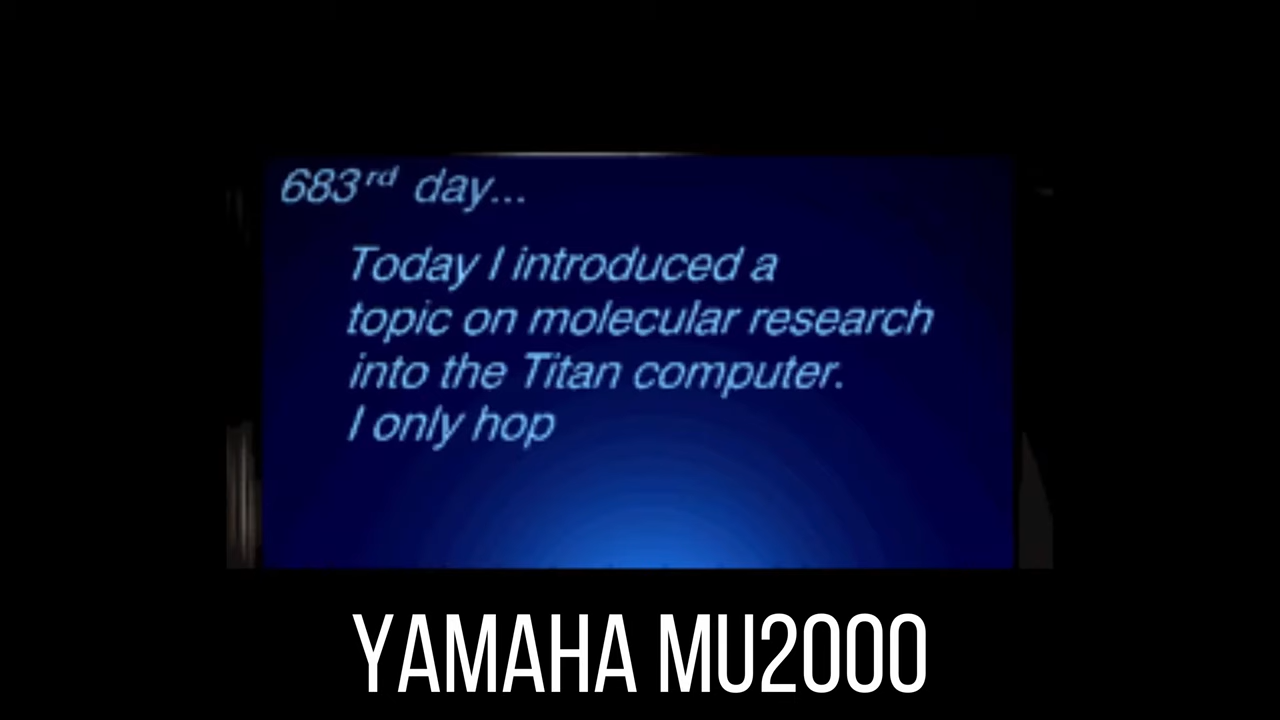 683rd day...
Today I introduced a
topic on molecular research
into the Titan computer.
I only hop
YAMAHA MU2000